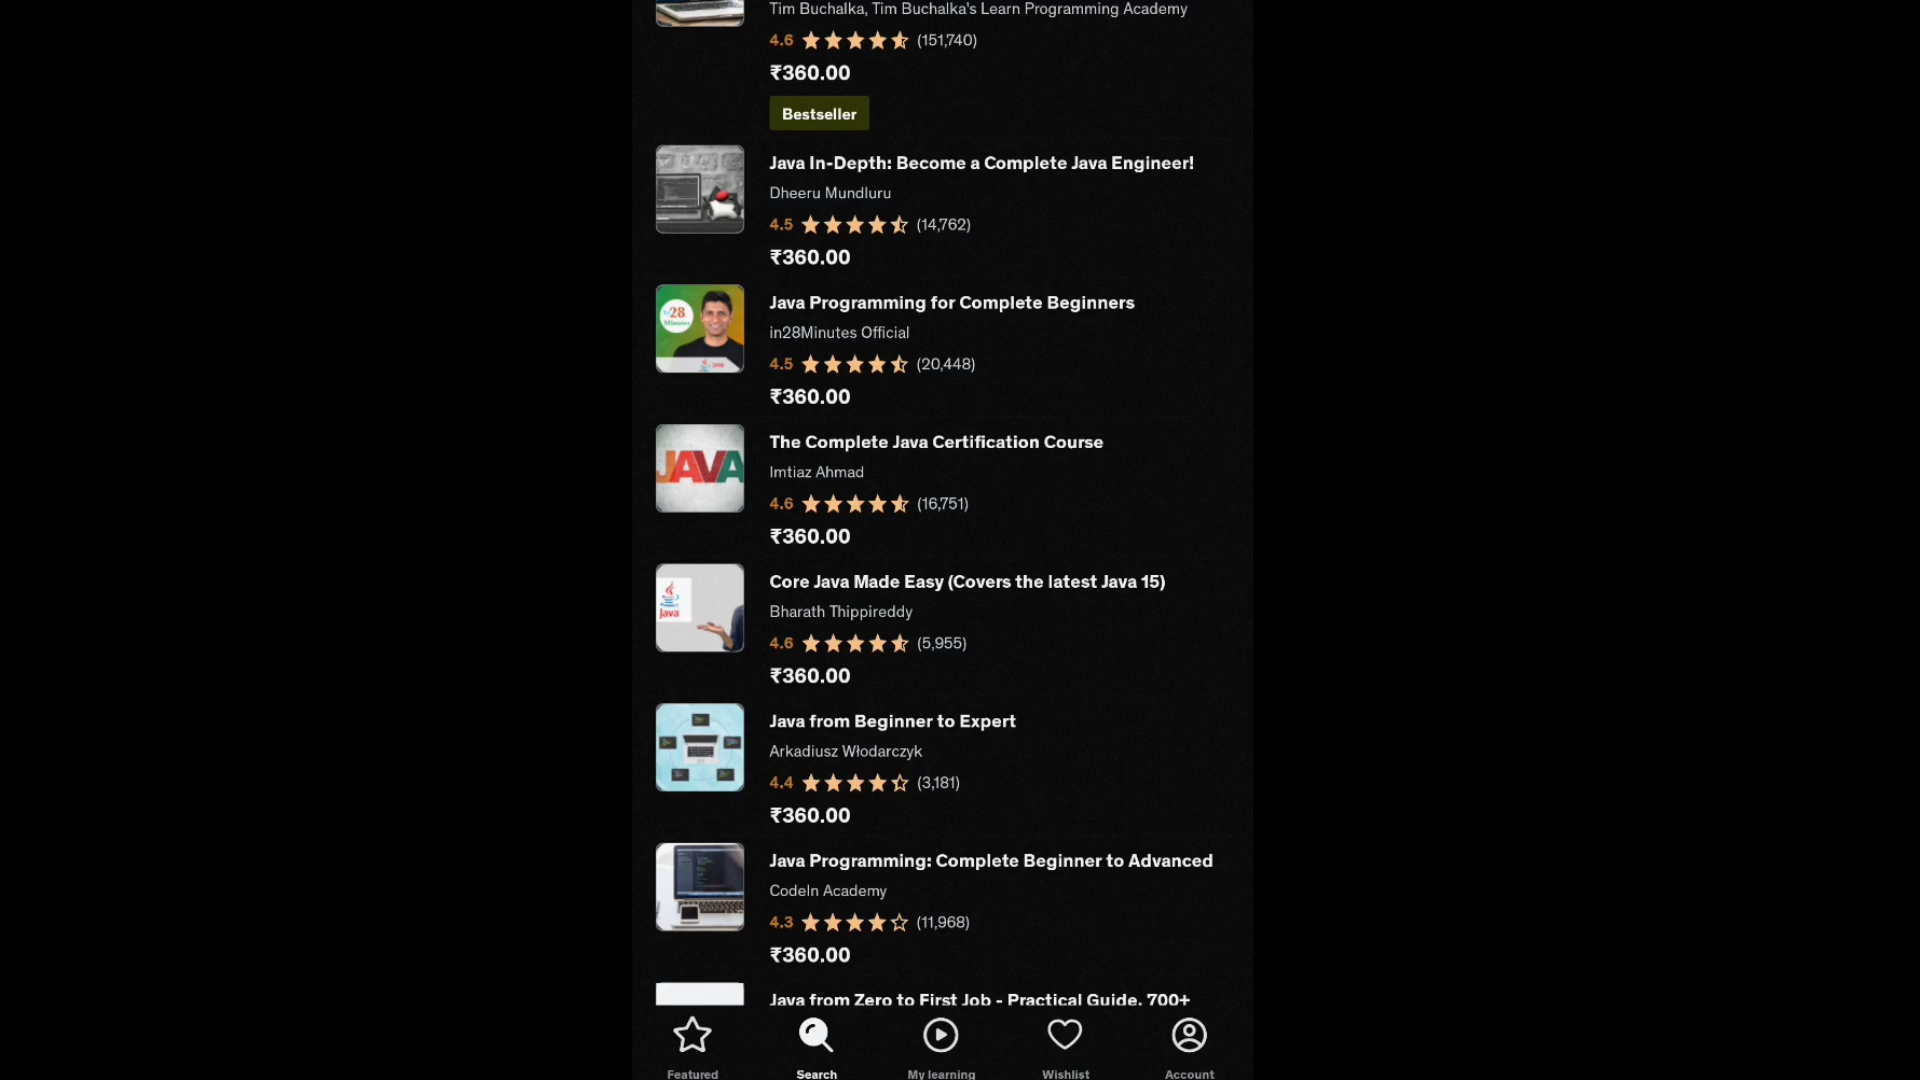 Tim Buchalka, Tim Buchalka's Learn Programming Academy
4.6 (151,740)
₹360.00
Bestseller
Java In-Depth: Become a Complete Java Engineer!
Dheeru Mundluru
4.5 (14,762)
₹360.00
28
Minutes
Java Programming for Complete Beginners
in28Minutes Official
4.5 (20,448)
₹360.00
JAVA
The Complete Java Certification Course
Imtiaz Ahmad
4.6 (16,751)
₹360.00
Java
Core Java Made Easy (Covers the latest Java 15)
Bharath Thippireddy
4.6 (5,955)
₹360.00
Java from Beginner to Expert
Arkadiusz Włodarczyk
4.4 (3,181)
₹360.00
Java Programming: Complete Beginner to Advanced
CodeIn Academy
4.3 (11,968)
₹360.00
Java from Zero to First Job - Practical Guide, 700+
Featured
Search
My learning
Wishlist
Account